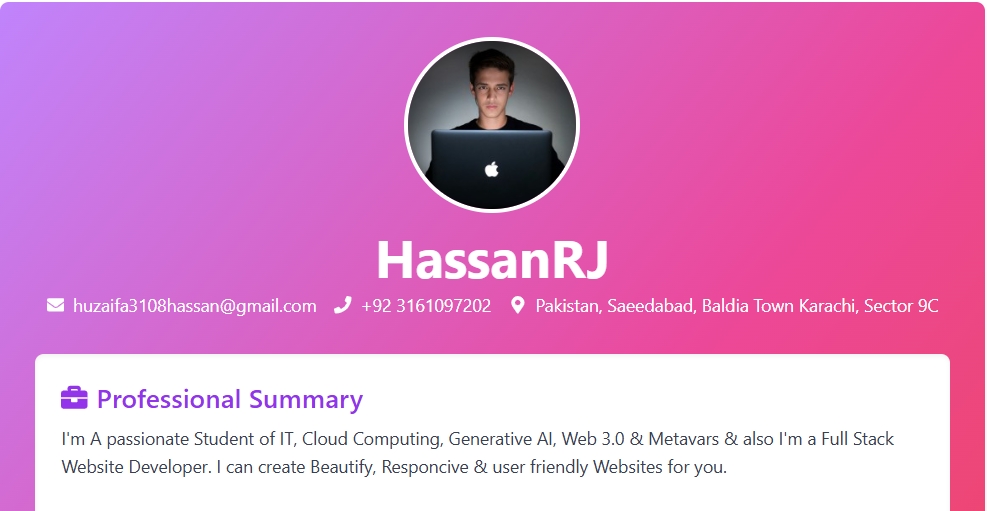 HassanRJ
huzaifa3108hassan@gmail.com +92 3161097202 Pakistan, Saeedabad, Baldia Town Karachi, Sector 9C
Professional Summary
I'm A passionate Student of IT, Cloud Computing, Generative AI, Web 3.0 & Metavars & also I'm a Full Stack
Website Developer. I can create Beautify, Responcive & user friendly Websites for you.